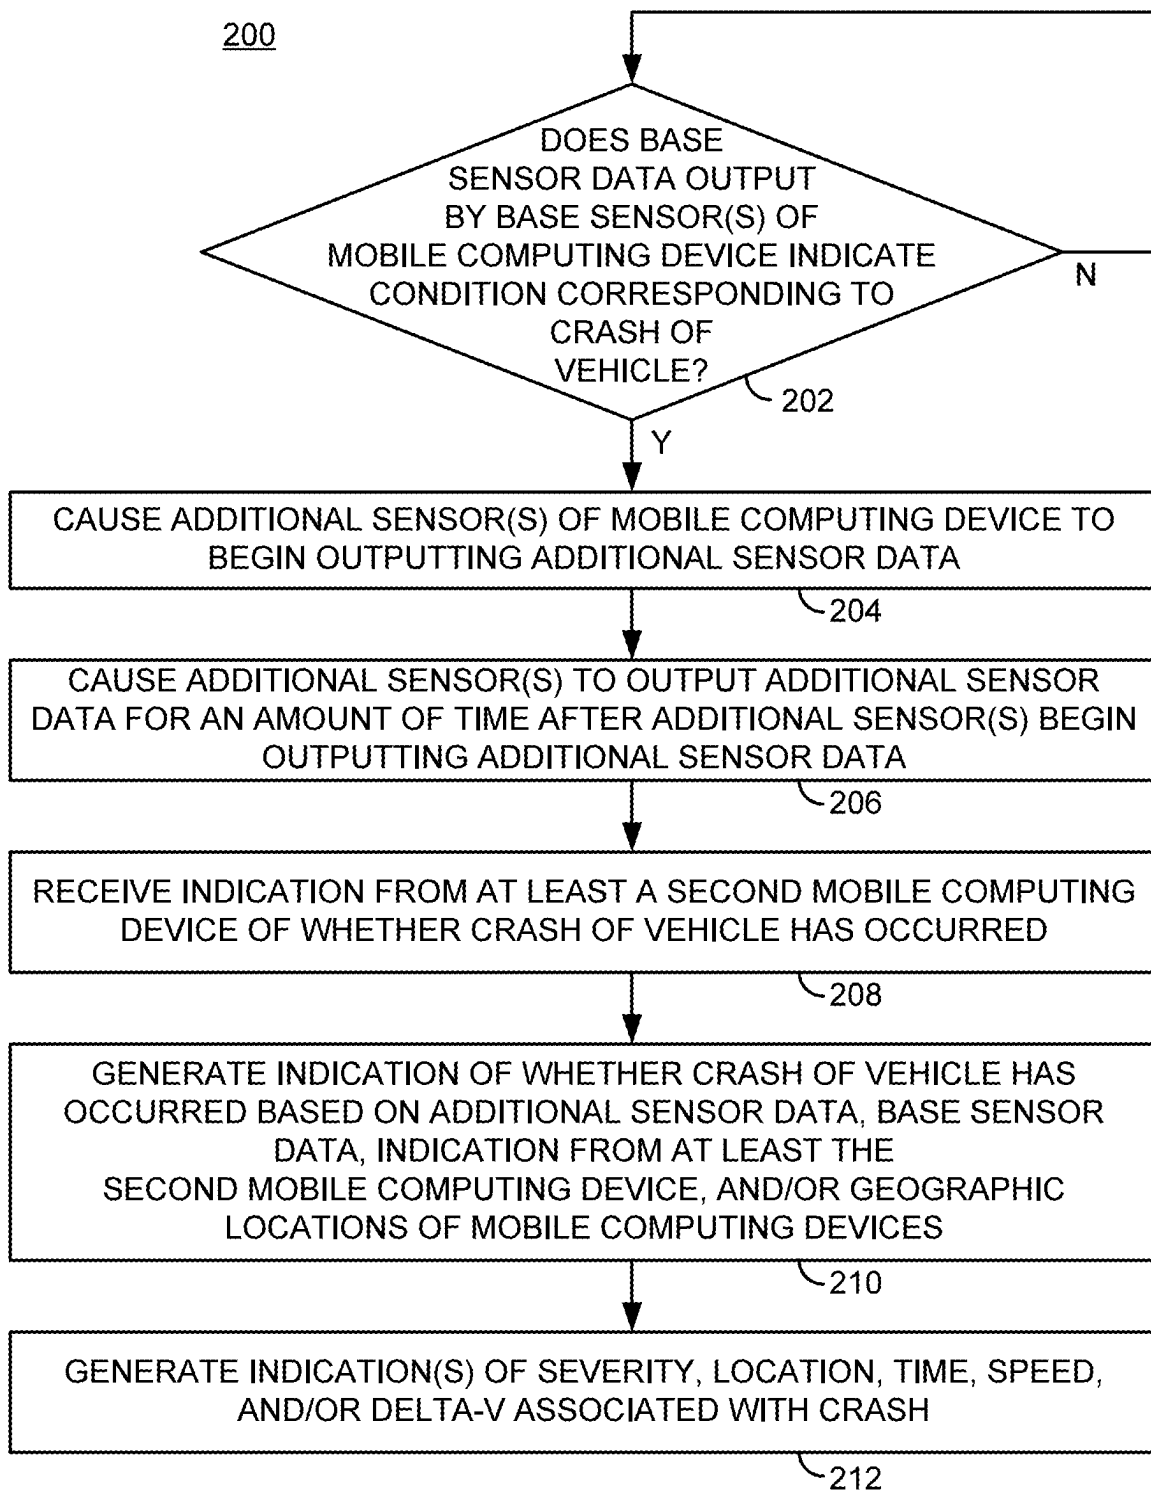 200
DOES BASE
SENSOR DATA OUTPUT
BY BASE SENSOR(S) OF
MOBILE COMPUTING DEVICE INDICATE
CONDITION CORRESPONDING TO
CRASH OF
VEHICLE?
N
202
Y
CAUSE ADDITIONAL SENSOR(S) OF MOBILE COMPUTING DEVICE TO
BEGIN OUTPUTTING ADDITIONAL SENSOR DATA
204
CAUSE ADDITIONAL SENSOR(S) TO OUTPUT ADDITIONAL SENSOR
DATA FOR AN AMOUNT OF TIME AFTER ADDITIONAL SENSOR(S) BEGIN
OUTPUTTING ADDITIONAL SENSOR DATA
206
RECEIVE INDICATION FROM AT LEAST A SECOND MOBILE COMPUTING
DEVICE OF WHETHER CRASH OF VEHICLE HAS OCCURRED
208
GENERATE INDICATION OF WHETHER CRASH OF VEHICLE HAS
OCCURRED BASED ON ADDITIONAL SENSOR DATA, BASE SENSOR
DATA, INDICATION FROM AT LEAST THE
SECOND MOBILE COMPUTING DEVICE, AND/OR GEOGRAPHIC
LOCATIONS OF MOBILE COMPUTING DEVICES
210
GENERATE INDICATION(S) OF SEVERITY, LOCATION, TIME, SPEED,
AND/OR DELTA-V ASSOCIATED WITH CRASH
212